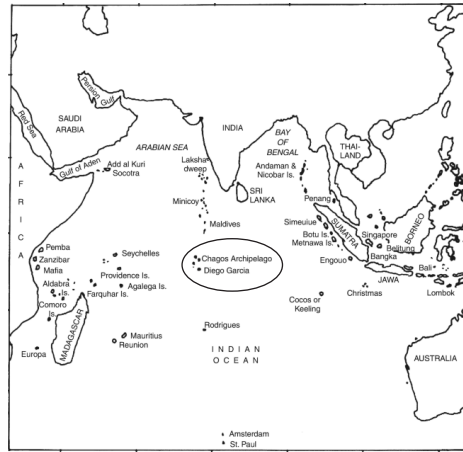 Persian
Gulf
Red Sea
SAUDI
ARABIA
INDIA
BAY
OF
BENGAL
THAI-
LAND
ARABIAN SEA
Gulf of Aden
Add al Kuri
Socotra
Laksha
dweep
Andaman &
Nicobar Is.
AFRICA
SRI
LANKA
Minicoy
Penang
Maldives
Simeuiue
Botu Is.
Metnawa Is.
SUMATRA
Singapore
BORNEO
Belitung
Bangka
Engouo
Pemba
Zanzibar
Mafia
Seychelles
Chagos Archipelago
Diego Garcia
Providence Is.
Aldabra
Is.
Agalega Is.
Farquhar Is.
Comoro
Is.
JAWA
Bali
Cocos or
Keeling
Christmas
Lombok
MADAGASCAR
Mauritius
Reunion
Rodrigues
Europa
INDIAN
OCEAN
AUSTRALIA
Amsterdam
St. Paul